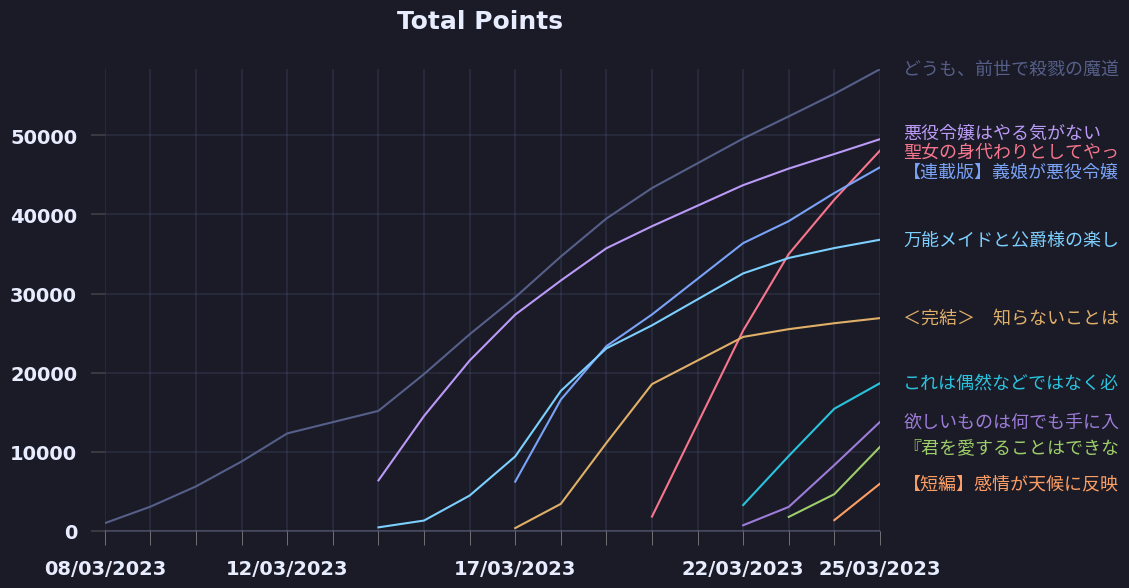 Total Points
どうも、前世で殺戮の魔道
50000
悪役令嬢はやる気がない
聖女の身代わりとしてやっ
【連載版】義娘が悪役令嬢
40000
万能メイドと公爵様の楽し
30000
＜完結＞　知らないことは
20000
これは偶然などではなく必
欲しいものは何でも手に入
10000
『君を愛することはできな
【短編】感情が天候に反映
0
08/03/2023 12/03/2023 17/03/2023 22/03/2023 25/03/2023